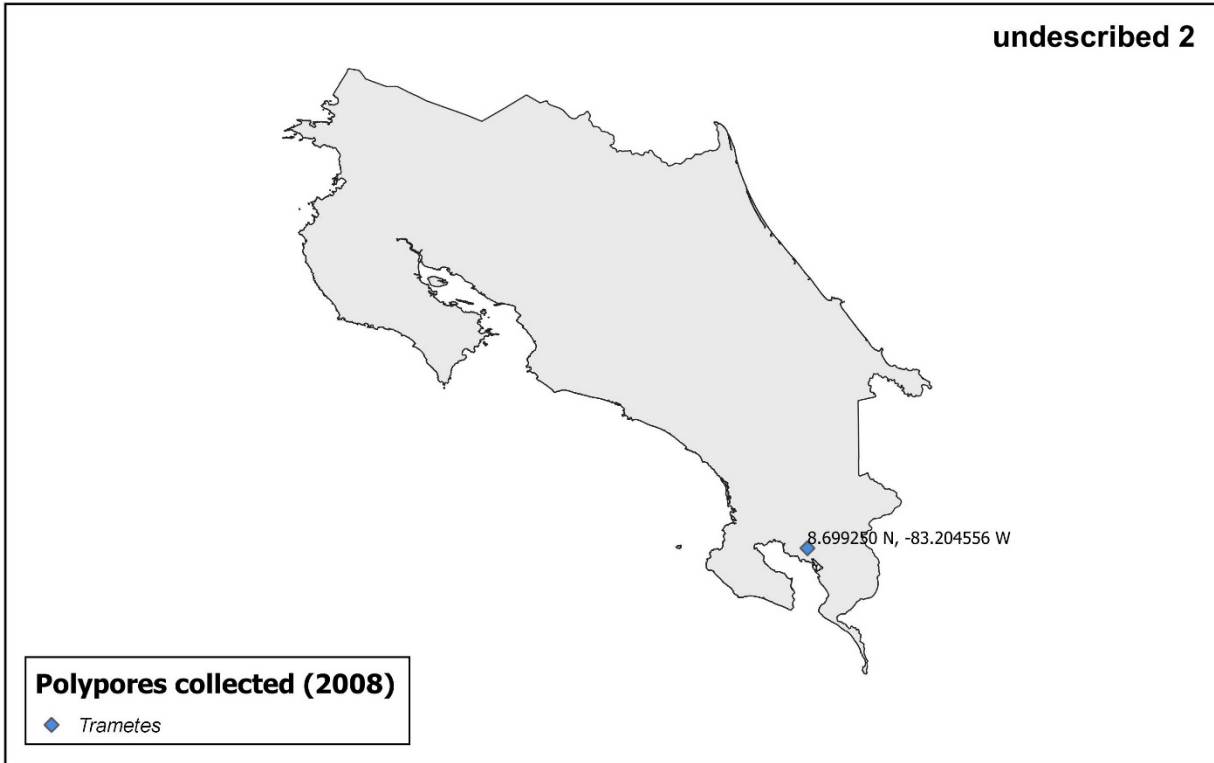 undescribed 2
8.699250 N, -83.204556 W
Polypores collected (2008)
Trametes